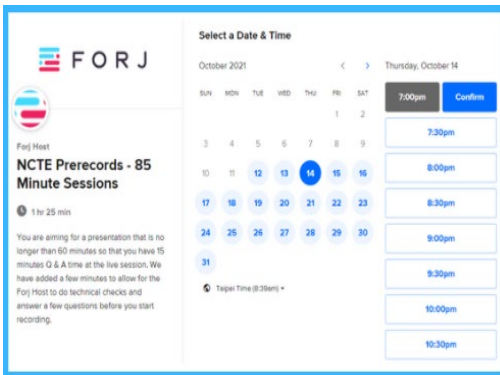 FORJ
Forj Host
NCTE Prerecords - 85
Minute Sessions
1 hr 25 min
You are aiming for a presentation that is no
longer than 60 minutes so that you have 15
minutes Q & A time at the live session. We
have added a few minutes to allow for the
Forj Host to do technical checks and
answer a few questions before you start
recording.
Select a Date & Time
October 2021 < >
SUN MON TUE WED THU FRI SAT
1 2
3 4 5 6 7 8 9
10 11 12 13 14 15 16
17 18 19 20 21 22 23
24 25 26 27 28 29 30
31
Taipei Time (8:39am)
Thursday, October 14
7:00pm Confirm
7:30pm
8:00pm
8:30pm
9:00pm
9:30pm
10:00pm
10:30pm